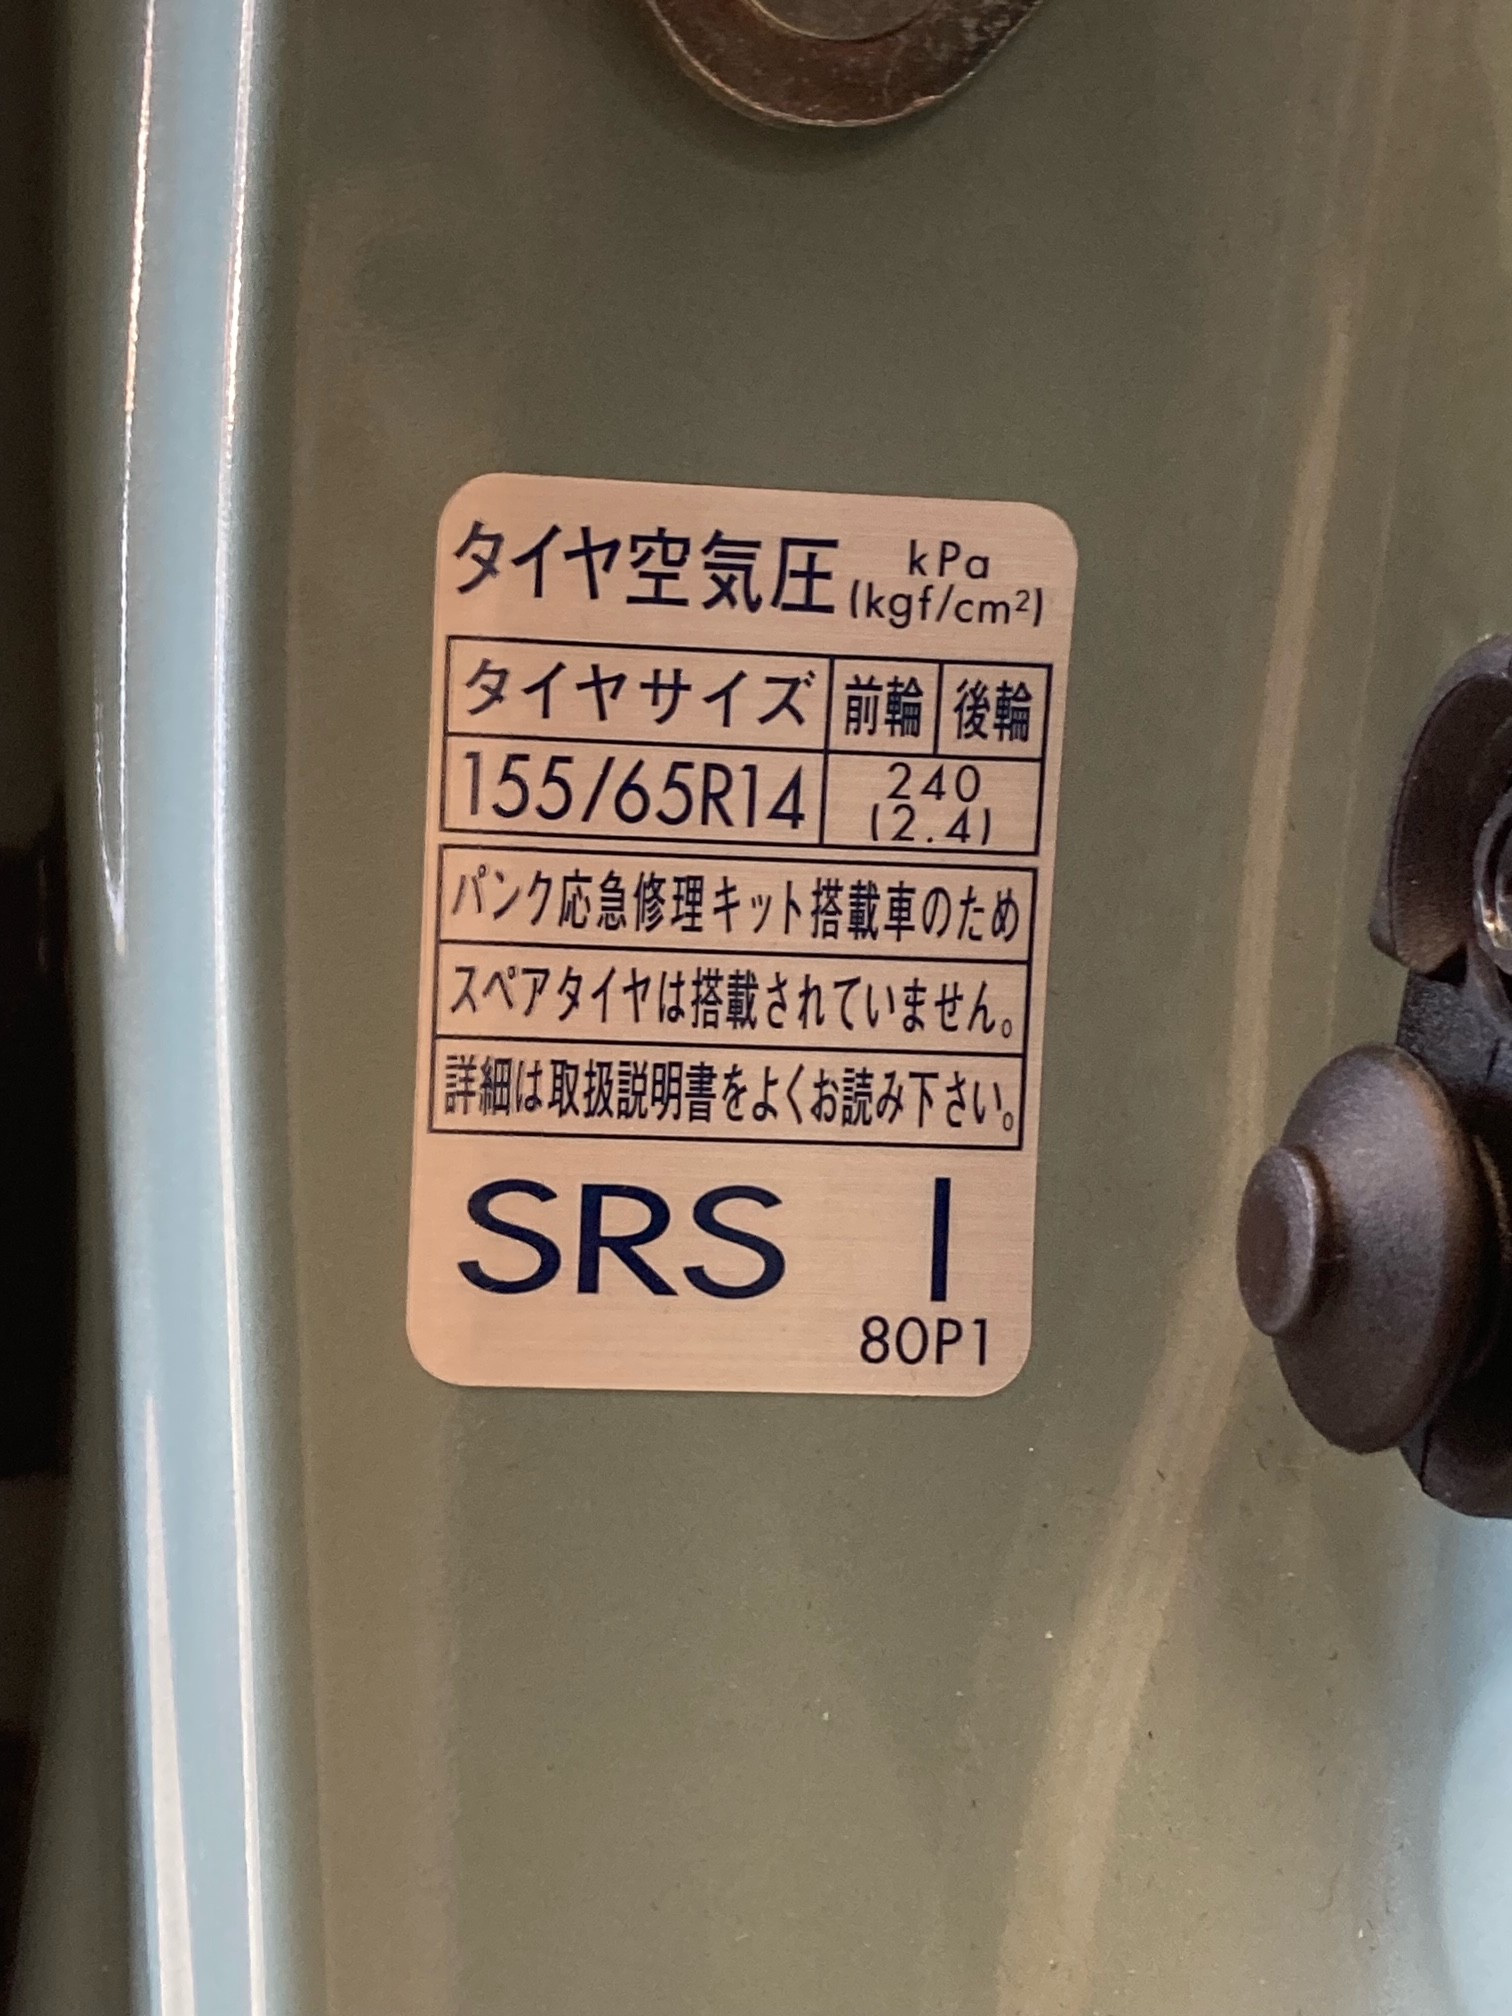 タイヤ空気圧 kPa (kgf/cm²)
タイヤサイズ 前輪 後輪
155/65R14 240 (2.4)
パンク応急修理キット搭載車のため
スペアタイヤは搭載されていません。
詳細は取扱説明書をよくお読み下さい。
SRS I
80P1